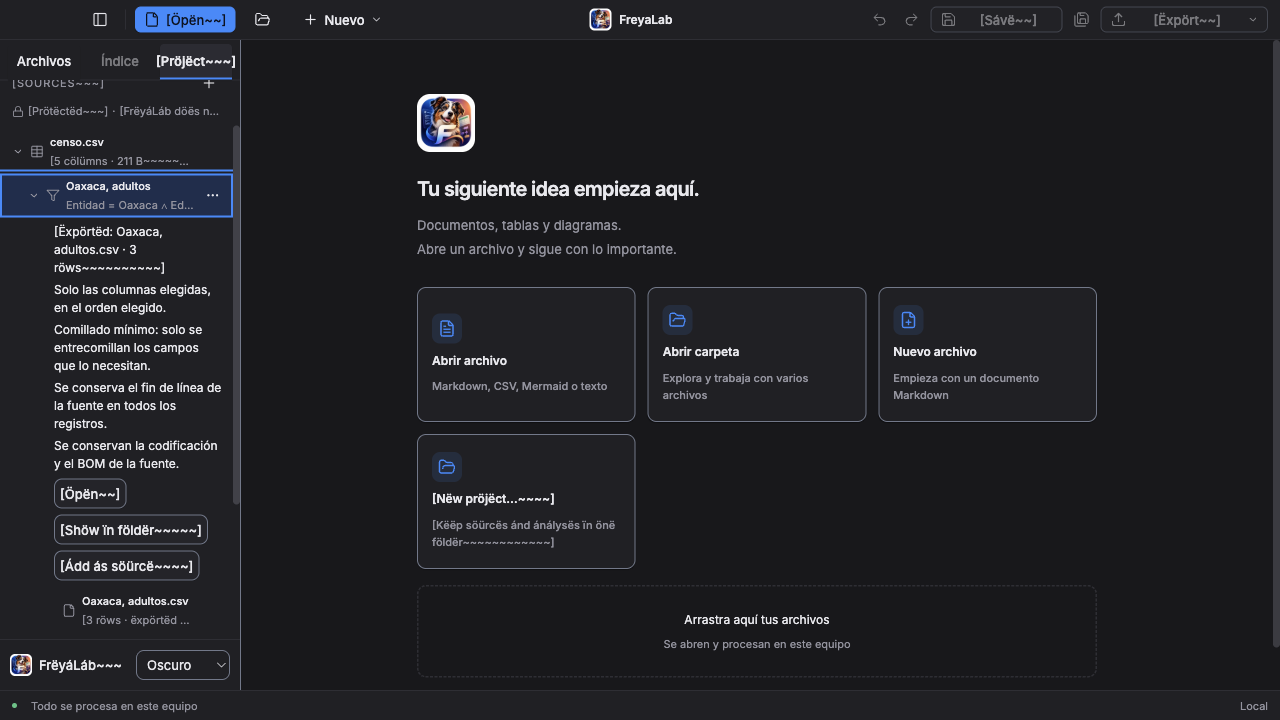 [Öpën~~]
Nuevo
FreyaLab
[Sávë~~]
[Ëxpört~~]
Archivos
Índice
[Pröjëct~~~]
[SOURCES~~~]
[Prötëctëd~~~] · [FrëyáLáb döës n...
censo.csv
[5 cölümns · 211 B~~~~~...
Oaxaca, adultos
Entidad = Oaxaca ∧ Ed...
[Ëxpörtëd: Oaxaca,
adultos.csv · 3
röws~~~~~~~~~~]
Solo las columnas elegidas,
en el orden elegido.
Comillado mínimo: solo se
entrecomillan los campos
que lo necesitan.
Se conserva el fin de línea de
la fuente en todos los
registros.
Se conservan la codificación
y el BOM de la fuente.
[Öpën~~]
[Shöw ïn földër~~~~~]
[Ádd ás söürcë~~~~]
Oaxaca, adultos.csv
[3 röws · ëxpörtëd ...
FrëyáLáb~~~
Oscuro
Tu siguiente idea empieza aquí.
Documentos, tablas y diagramas.
Abre un archivo y sigue con lo importante.
Abrir archivo
Markdown, CSV, Mermaid o texto
Abrir carpeta
Explora y trabaja con varios
archivos
Nuevo archivo
Empieza con un documento
Markdown
[Nëw pröjëct...~~~~]
[Këëp söürcës ánd ánálysës ïn önë
földër~~~~~~~~~~~~]
Arrastra aquí tus archivos
Se abren y procesan en este equipo
Todo se procesa en este equipo
Local